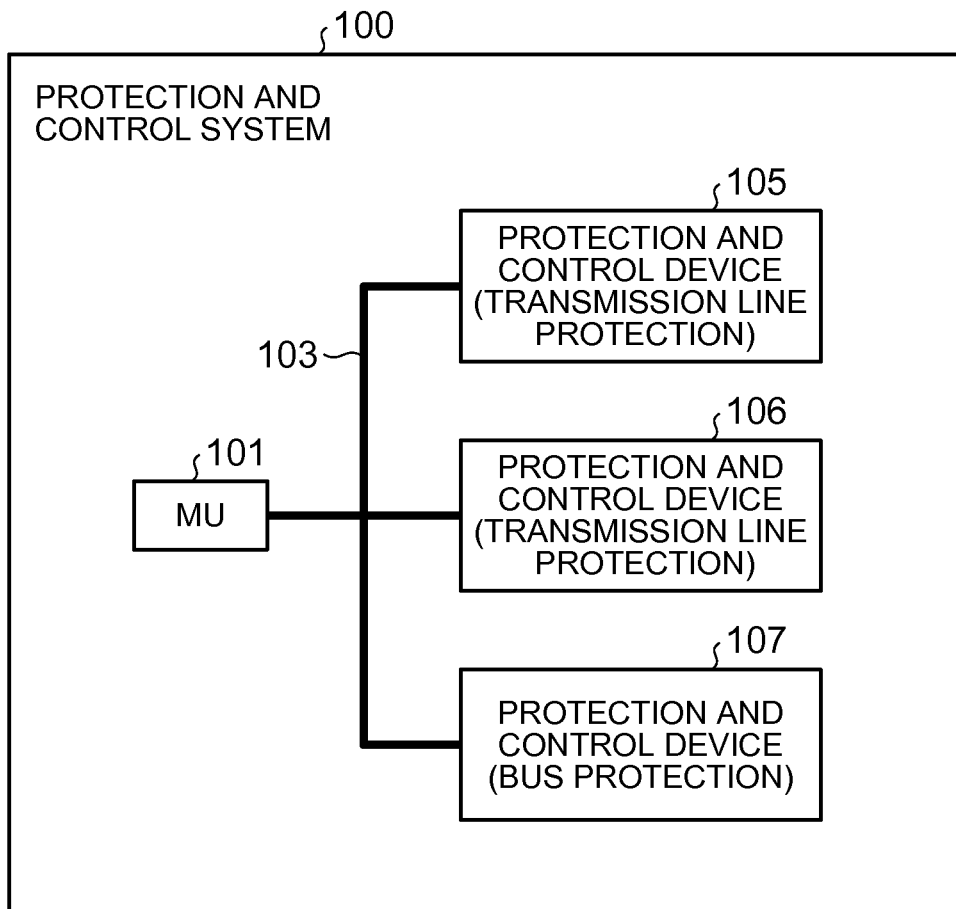 100
PROTECTION AND
CONTROL SYSTEM
105
PROTECTION AND
CONTROL DEVICE
(TRANSMISSION LINE
PROTECTION)
103
106
PROTECTION AND
CONTROL DEVICE
(TRANSMISSION LINE
PROTECTION)
101
MU
107
PROTECTION AND
CONTROL DEVICE
(BUS PROTECTION)